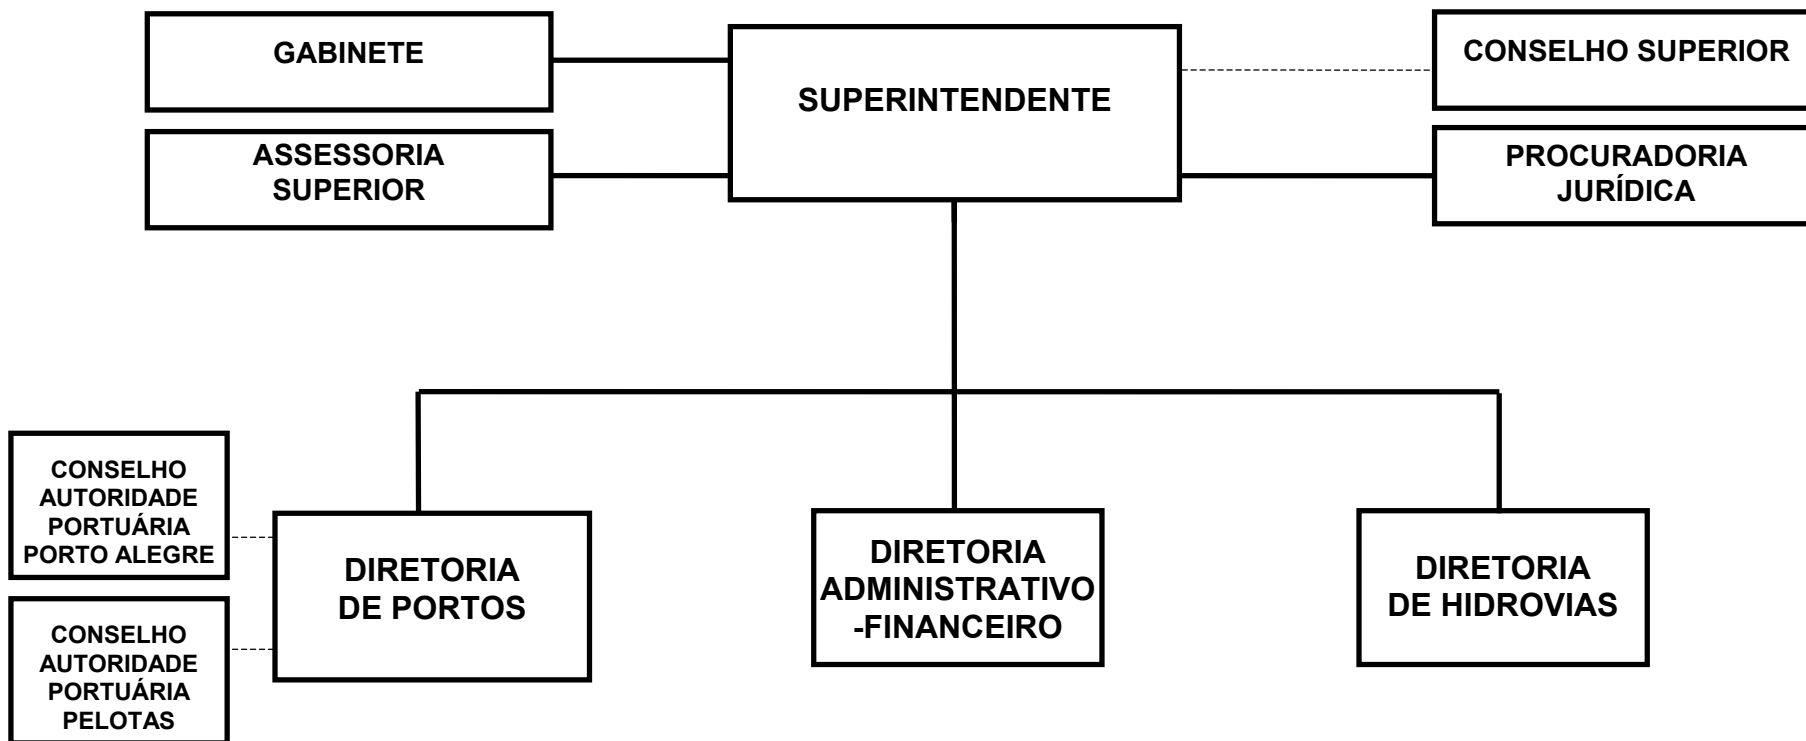 GABINETE
SUPERINTENDENTE
CONSELHO SUPERIOR
ASSESSORIA
SUPERIOR
PROCURADORIA
JURÍDICA
CONSELHO
AUTORIDADE
PORTUÁRIA
PORTO ALEGRE
CONSELHO
AUTORIDADE
PORTUÁRIA
PELOTAS
DIRETORIA
DE PORTOS
DIRETORIA
ADMINISTRATIVO
-FINANCEIRO
DIRETORIA
DE HIDROVIAS